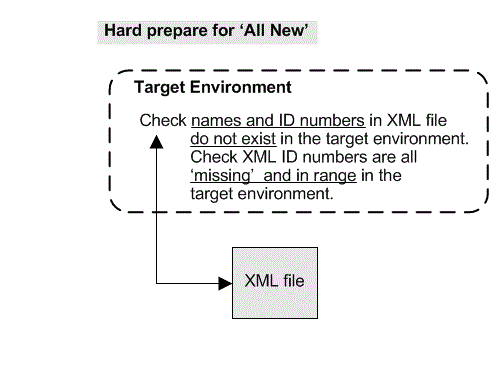 Hard prepare for ‘All New’
Target Environment
Check names and ID numbers in XML file
do not exist in the target environment.
Check XML ID numbers are all
‘missing’ and in range in the
target environment.
XML file